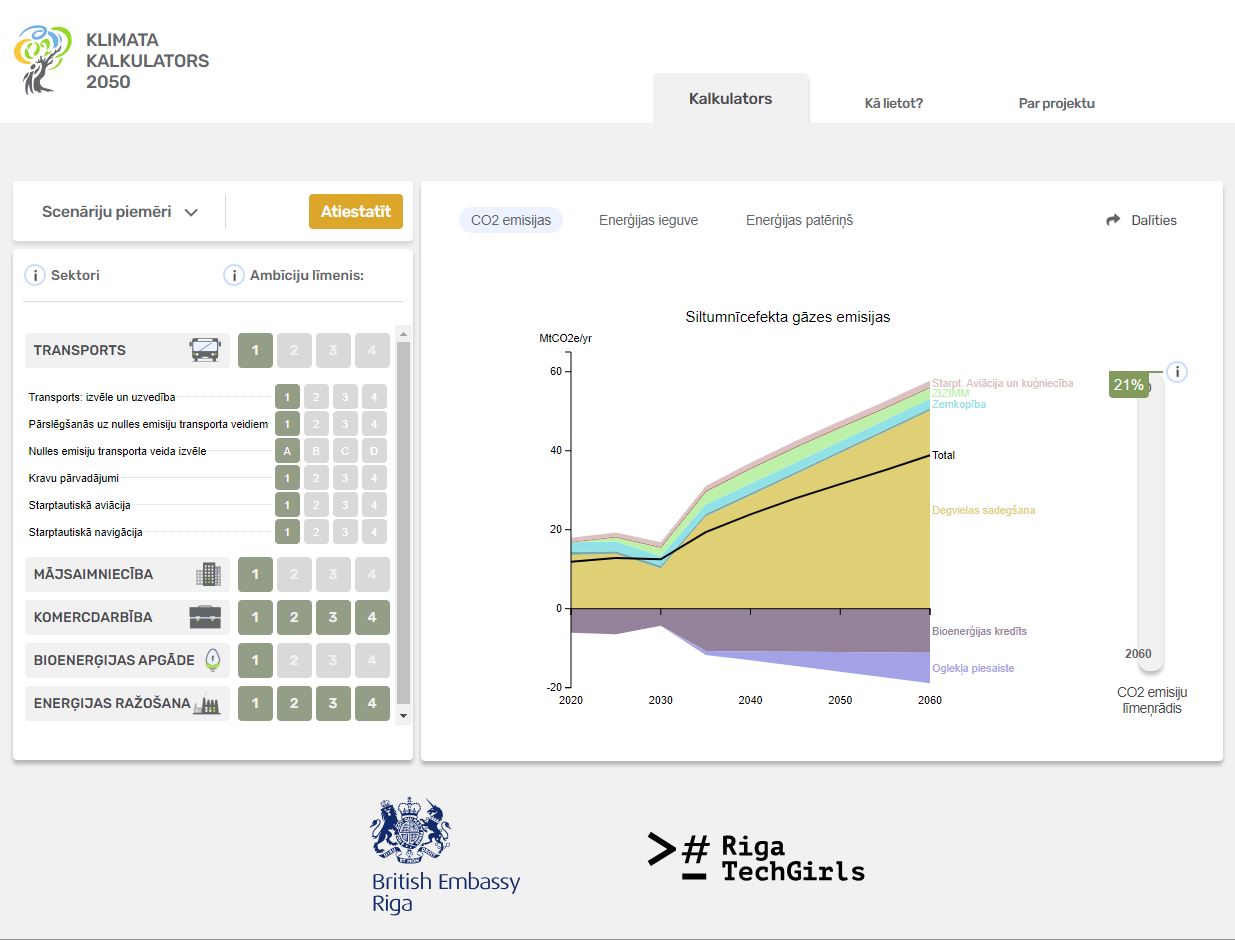 KLIMATA
KALKULATORS
2050
Kalkulators
Kā lietot?
Par projektu
Scenāriju piemēri
Atiestatīt
CO2 emisijas
Enerģijas ieguve
Enerģijas patēriņš
Dalīties
i Sektori
i Ambīciju līmenis:
TRANSPORTS 1 2 3 4
Transports: izvēle un uzvedība 1 2 3 4
Pārslēgšanās uz nulles emisiju transporta veidiem 1 2 3 4
Nulles emisiju transporta veida izvēle A B C D
Kravu pārvadājumi 1 2 3 4
Starptautiskā aviācija 1 2 3 4
Starptautiskā navigācija 1 2 3 4
MĀJSAIMNIECĪBA 1 2 3 4
KOMERCDARBĪBA 1 2 3 4
BIOENERĢIJAS APGĀDE 1 2 3 4
ENERĢIJAS RAŽOŠANA 1 2 3 4
Siltumnīcefekta gāzes emisijas
MtCO2e/yr
60
40
20
0
-20
2020 2030 2040 2050 2060
Starpt. Aviācija un kuģniecība
ZIZIMM
Zemkopība
Total
Degvielas sadegšana
Bioenerģijas kredīts
Oglekļa piesaiste
21%
i
2060
CO2 emisiju
līmeņrādis
British Embassy
Riga
># Riga
TechGirls